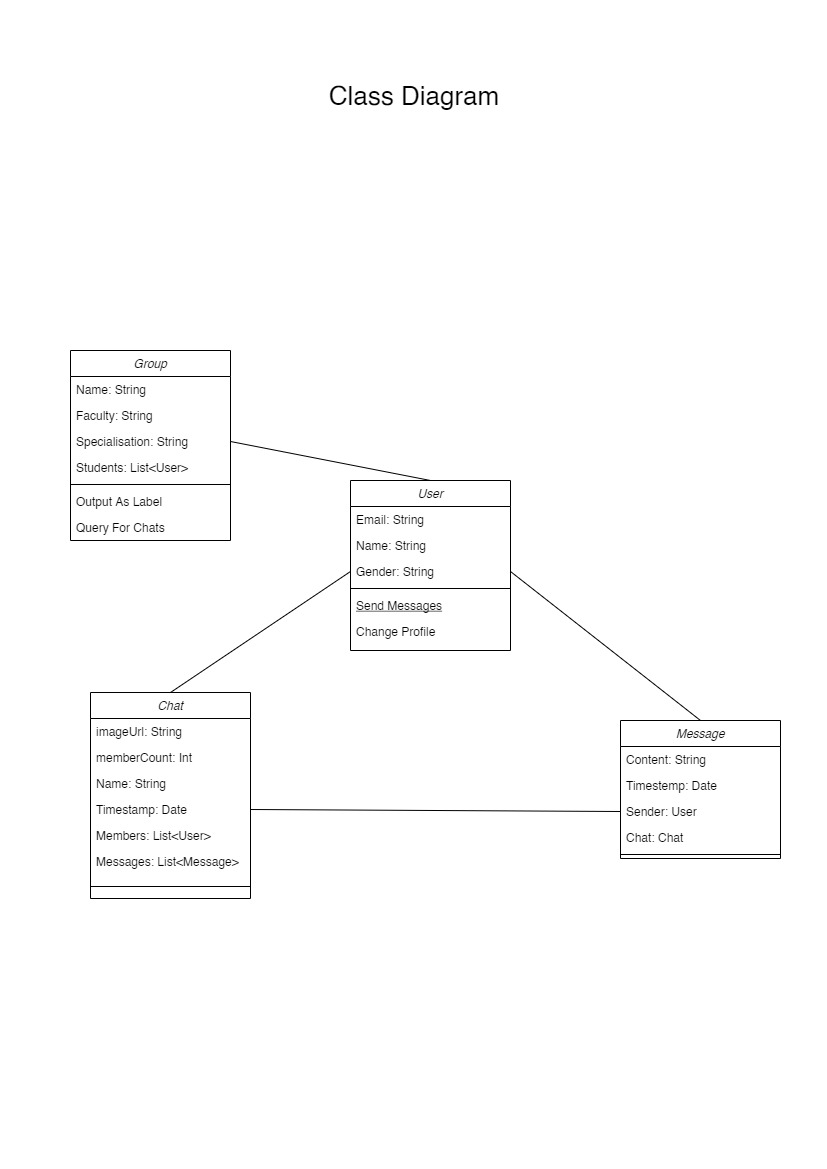 Class Diagram
Group
Name: String
Faculty: String
Specialisation: String
Students: List<User>
Output As Label
Query For Chats
User
Email: String
Name: String
Gender: String
Send Messages
Change Profile
Chat
imageUrl: String
memberCount: Int
Name: String
Timestamp: Date
Members: List<User>
Messages: List<Message>
Message
Content: String
Timestemp: Date
Sender: User
Chat: Chat